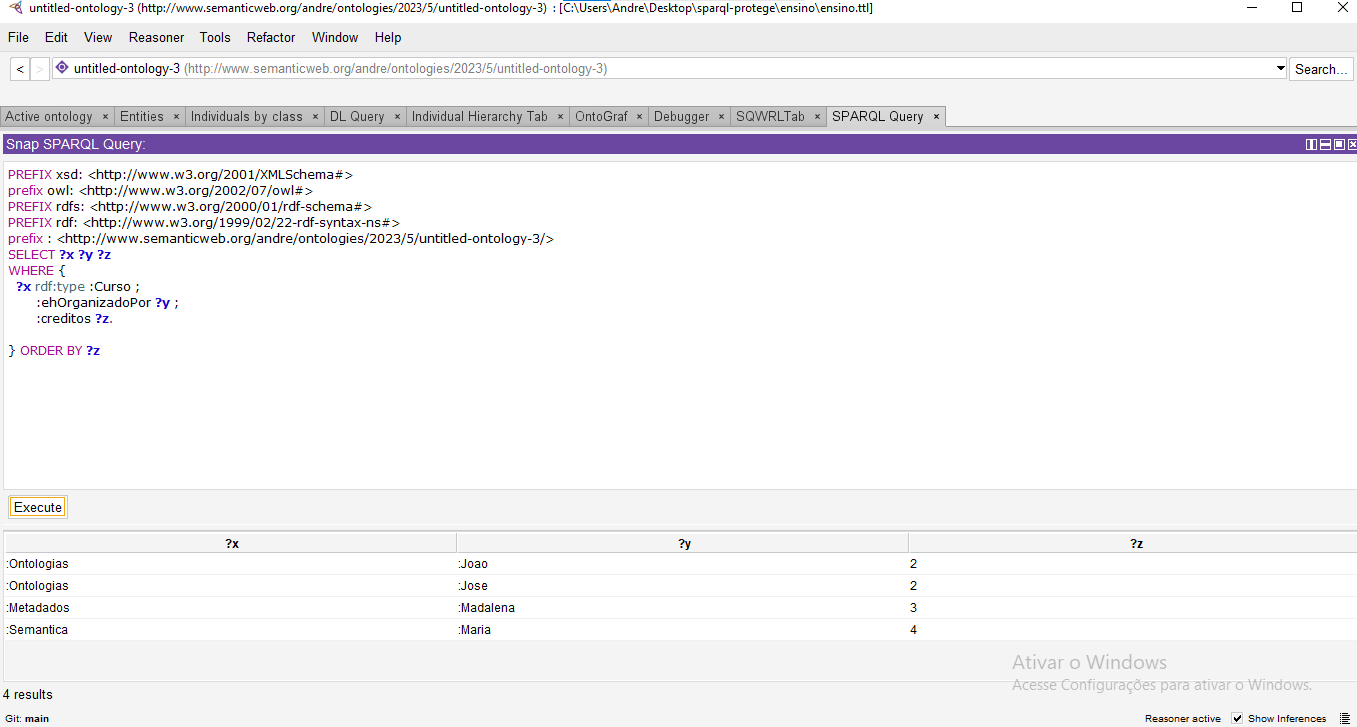 untitled-ontology-3 (http://www.semanticweb.org/andre/ontologies/2023/5/untitled-ontology-3) : [C:\Users\Andre\Desktop\sparql-protege\ensino\ensino.ttl]
File Edit View Reasoner Tools Refactor Window Help
< > untitled-ontology-3 (http://www.semanticweb.org/andre/ontologies/2023/5/untitled-ontology-3) Search...
Active ontology × Entities × Individuals by class × DL Query × Individual Hierarchy Tab × OntoGraf × Debugger × SQWRLTab × SPARQL Query ×
Snap SPARQL Query:
PREFIX xsd: <http://www.w3.org/2001/XMLSchema#>
prefix owl: <http://www.w3.org/2002/07/owl#>
PREFIX rdfs: <http://www.w3.org/2000/01/rdf-schema#>
PREFIX rdf: <http://www.w3.org/1999/02/22-rdf-syntax-ns#>
prefix : <http://www.semanticweb.org/andre/ontologies/2023/5/untitled-ontology-3/>
SELECT ?x ?y ?z
WHERE {
?x rdf:type :Curso ;
:ehOrganizadoPor ?y ;
:creditos ?z.
} ORDER BY ?z
Execute
?x ?y ?z
:Ontologias :Joao 2
:Ontologias :Jose 2
:Metadados :Madalena 3
:Semantica :Maria 4
Ativar o Windows
Acesse Configurações para ativar o Windows.
4 results
Git: main Reasoner active Show Inferences